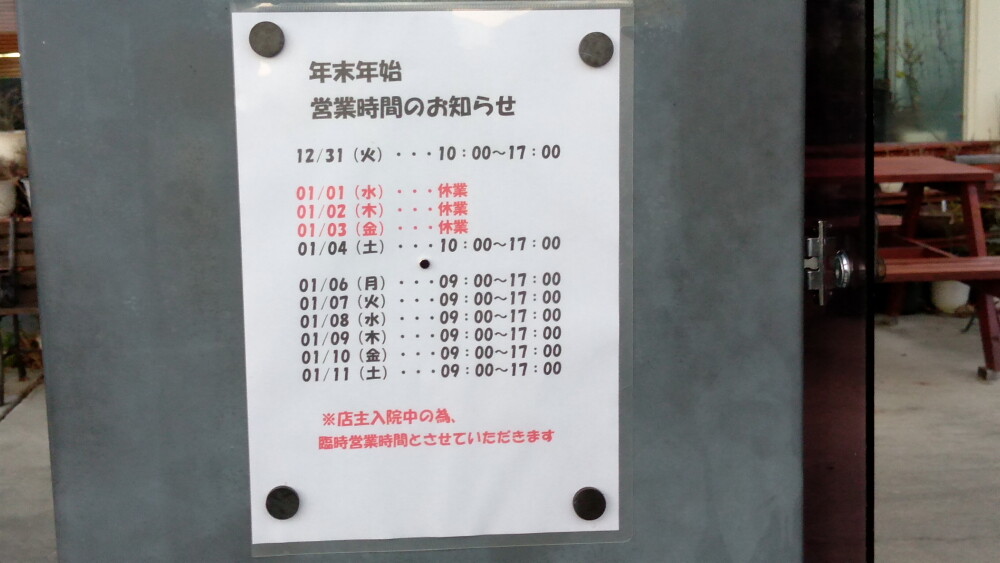 年末年始
営業時間のお知らせ
12/31（火）・・・10：00～17：00
01/01（水）・・・休業
01/02（木）・・・休業
01/03（金）・・・休業
01/04（土）・・・10：00～17：00
01/06（月）・・・09：00～17：00
01/07（火）・・・09：00～17：00
01/08（水）・・・09：00～17：00
01/09（木）・・・09：00～17：00
01/10（金）・・・09：00～17：00
01/11（土）・・・09：00～17：00
※店主入院中の為、
臨時営業時間とさせていただきます